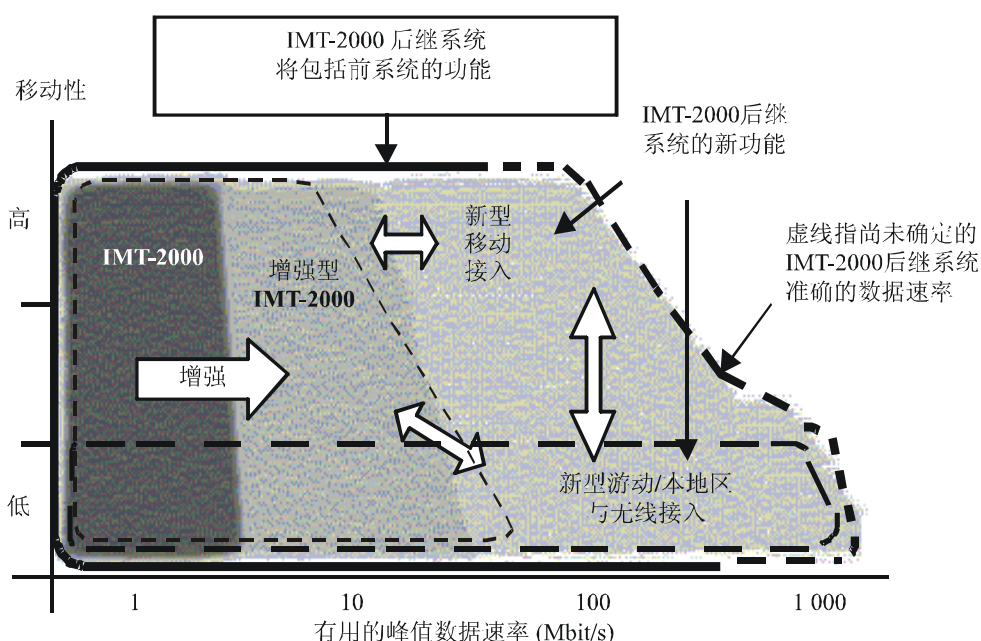 IMT-2000 后继系统
将包括前系统的功能
移动性
IMT-2000后继
系统的新功能
高
新型
移动
接入
虚线指尚未确定的
IMT-2000后继系统
准确的数据速率
IMT-2000
增强型
IMT-2000
增强
低
新型游动/本地区
与无线接入
1
10
100
1 000
有用的峰值数据速率 (Mbit/s)